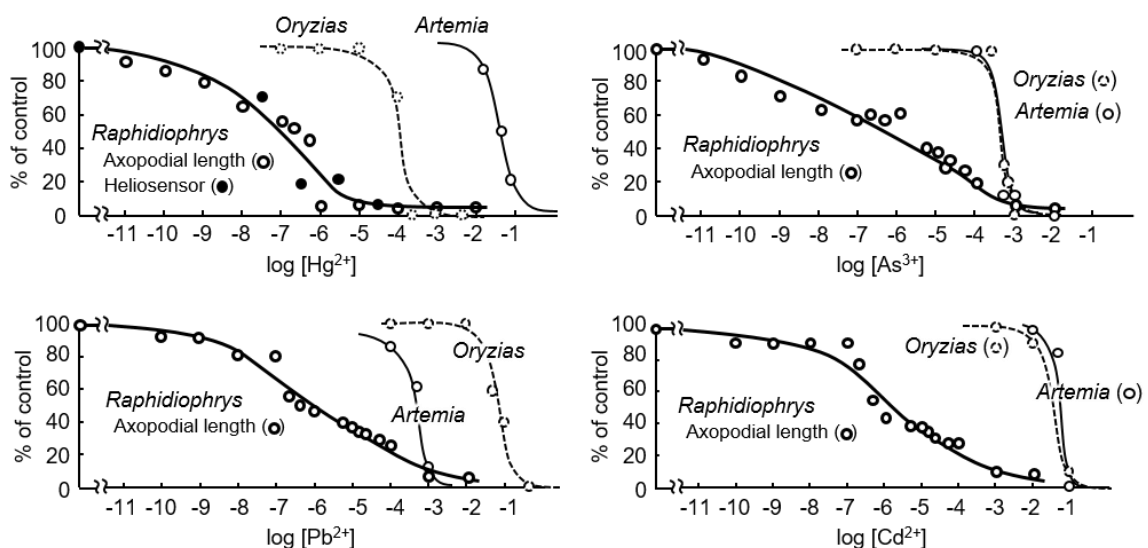 Oryzias
Artemia
% of control
100
80
60
40
20
0
Raphidiophrys
Axopodial length ( )
Heliosensor ( )
-11 -10 -9 -8 -7 -6 -5 -4 -3 -2 -1
log [Hg²⁺]
% of control
100
80
60
40
20
0
Oryzias ( )
Artemia ( )
Raphidiophrys
Axopodial length ( )
-11 -10 -9 -8 -7 -6 -5 -4 -3 -2 -1
log [As³⁺]
% of control
100
80
60
40
20
0
Oryzias
Raphidiophrys
Axopodial length ( )
Artemia
-11 -10 -9 -8 -7 -6 -5 -4 -3 -2 -1
log [Pb²⁺]
% of control
100
80
60
40
20
0
Oryzias ( )
Artemia ( )
Raphidiophrys
Axopodial length ( )
-11 -10 -9 -8 -7 -6 -5 -4 -3 -2 -1
log [Cd²⁺]